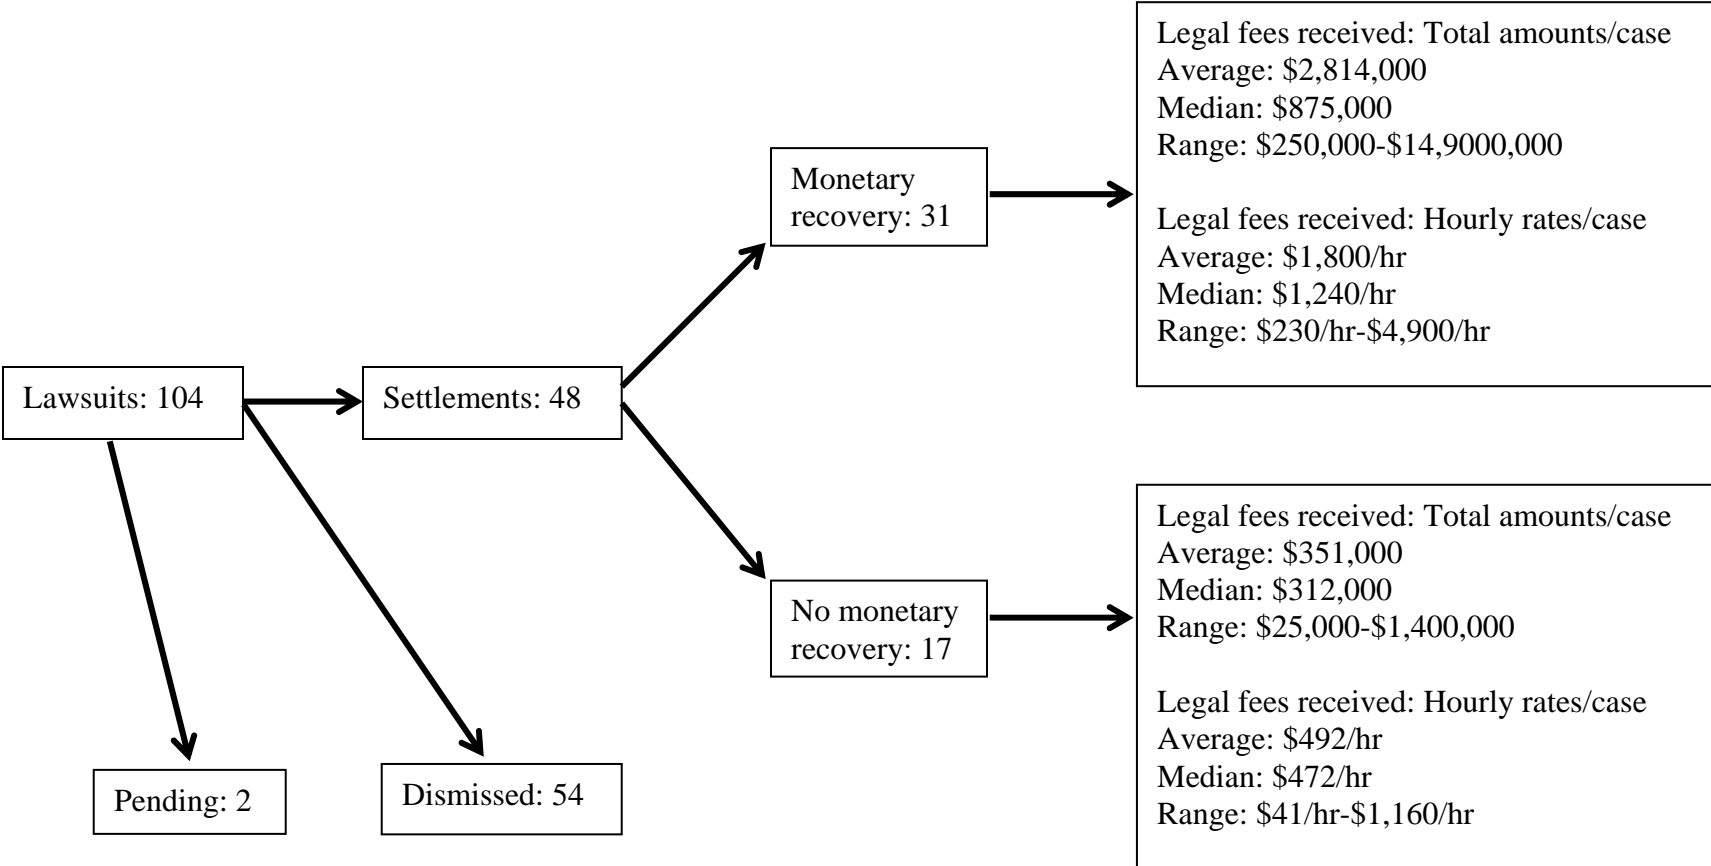 Legal fees received: Total amounts/case
Average: $2,814,000
Median: $875,000
Range: $250,000-$14,9000,000
Legal fees received: Hourly rates/case
Average: $1,800/hr
Median: $1,240/hr
Range: $230/hr-$4,900/hr
Monetary
recovery: 31
Lawsuits: 104
Settlements: 48
No monetary
recovery: 17
Legal fees received: Total amounts/case
Average: $351,000
Median: $312,000
Range: $25,000-$1,400,000
Legal fees received: Hourly rates/case
Average: $492/hr
Median: $472/hr
Range: $41/hr-$1,160/hr
Pending: 2
Dismissed: 54